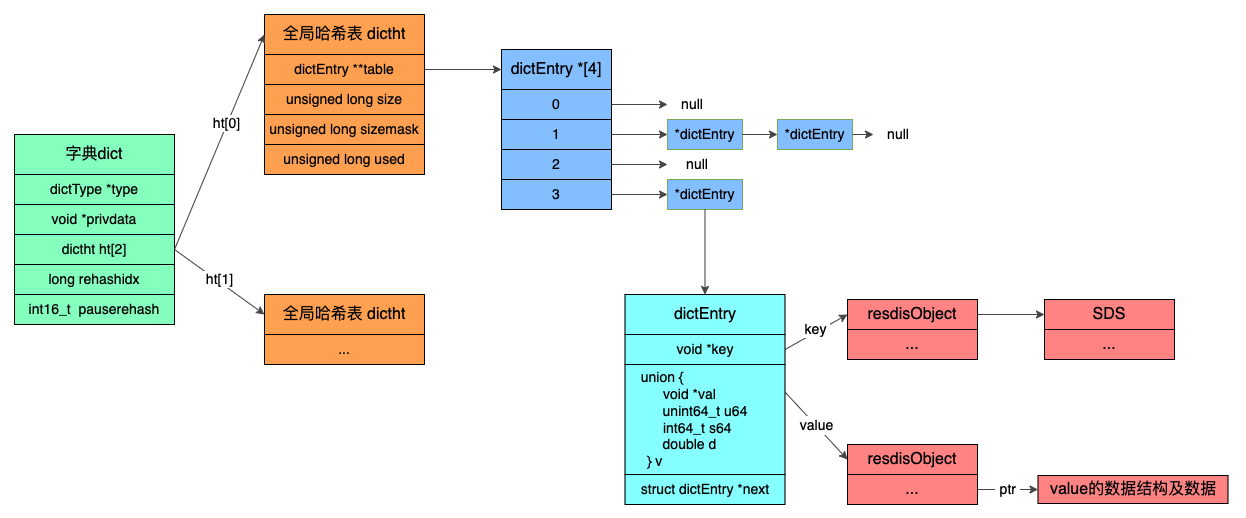 字典dict
dictType *type
void *privdata
dictht ht[2]
long rehashidx
int16_t pauserehash
ht[0]
ht[1]
全局哈希表 dictht
dictEntry **table
unsigned long size
unsigned long sizemask
unsigned long used
全局哈希表 dictht
...
dictEntry *[4]
0
null
1
*dictEntry
*dictEntry
null
2
null
3
*dictEntry
dictEntry
void *key
union {
void *val
unint64_t u64
int64_t s64
double d
} v
struct dictEntry *next
key
resdisObject
...
SDS
...
value
resdisObject
...
ptr
value的数据结构及数据